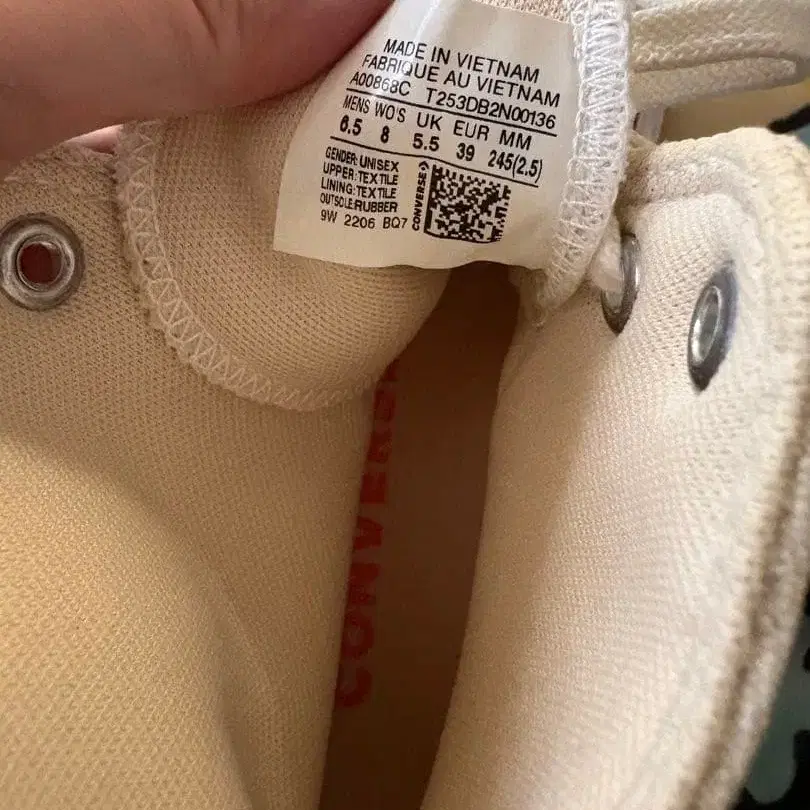 MADE IN VIETNAM
FABRIQUE AU VIETNAM
A00868C T253DB2N00136
MENS WO'S UK EUR MM
6.5 8 5.5 39 245(2.5)
GENDER: UNISEX
UPPER: TEXTILE
LINING: TEXTILE
OUTSOLE: RUBBER
9W 2206 BQ7
CONVERSE
CONVERSE